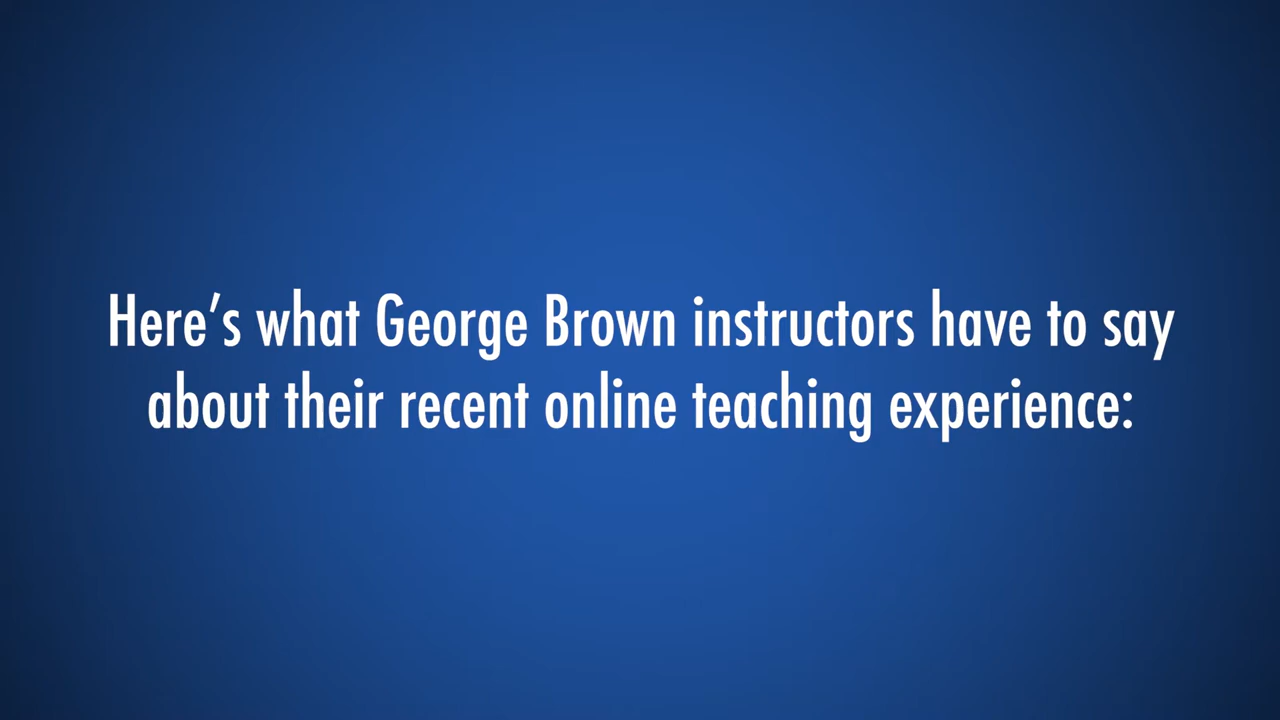 Here’s what George Brown instructors have to say
about their recent online teaching experience: